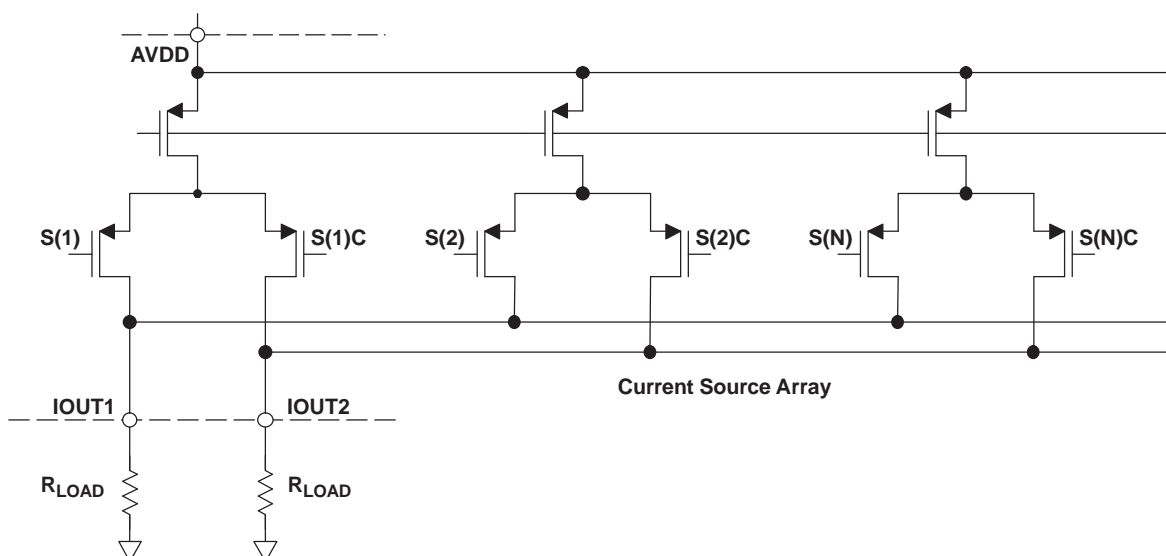 AVDD
S(1)
S(1)C
S(2)
S(2)C
S(N)
S(N)C
Current Source Array
IOUT1
IOUT2
RLOAD
RLOAD